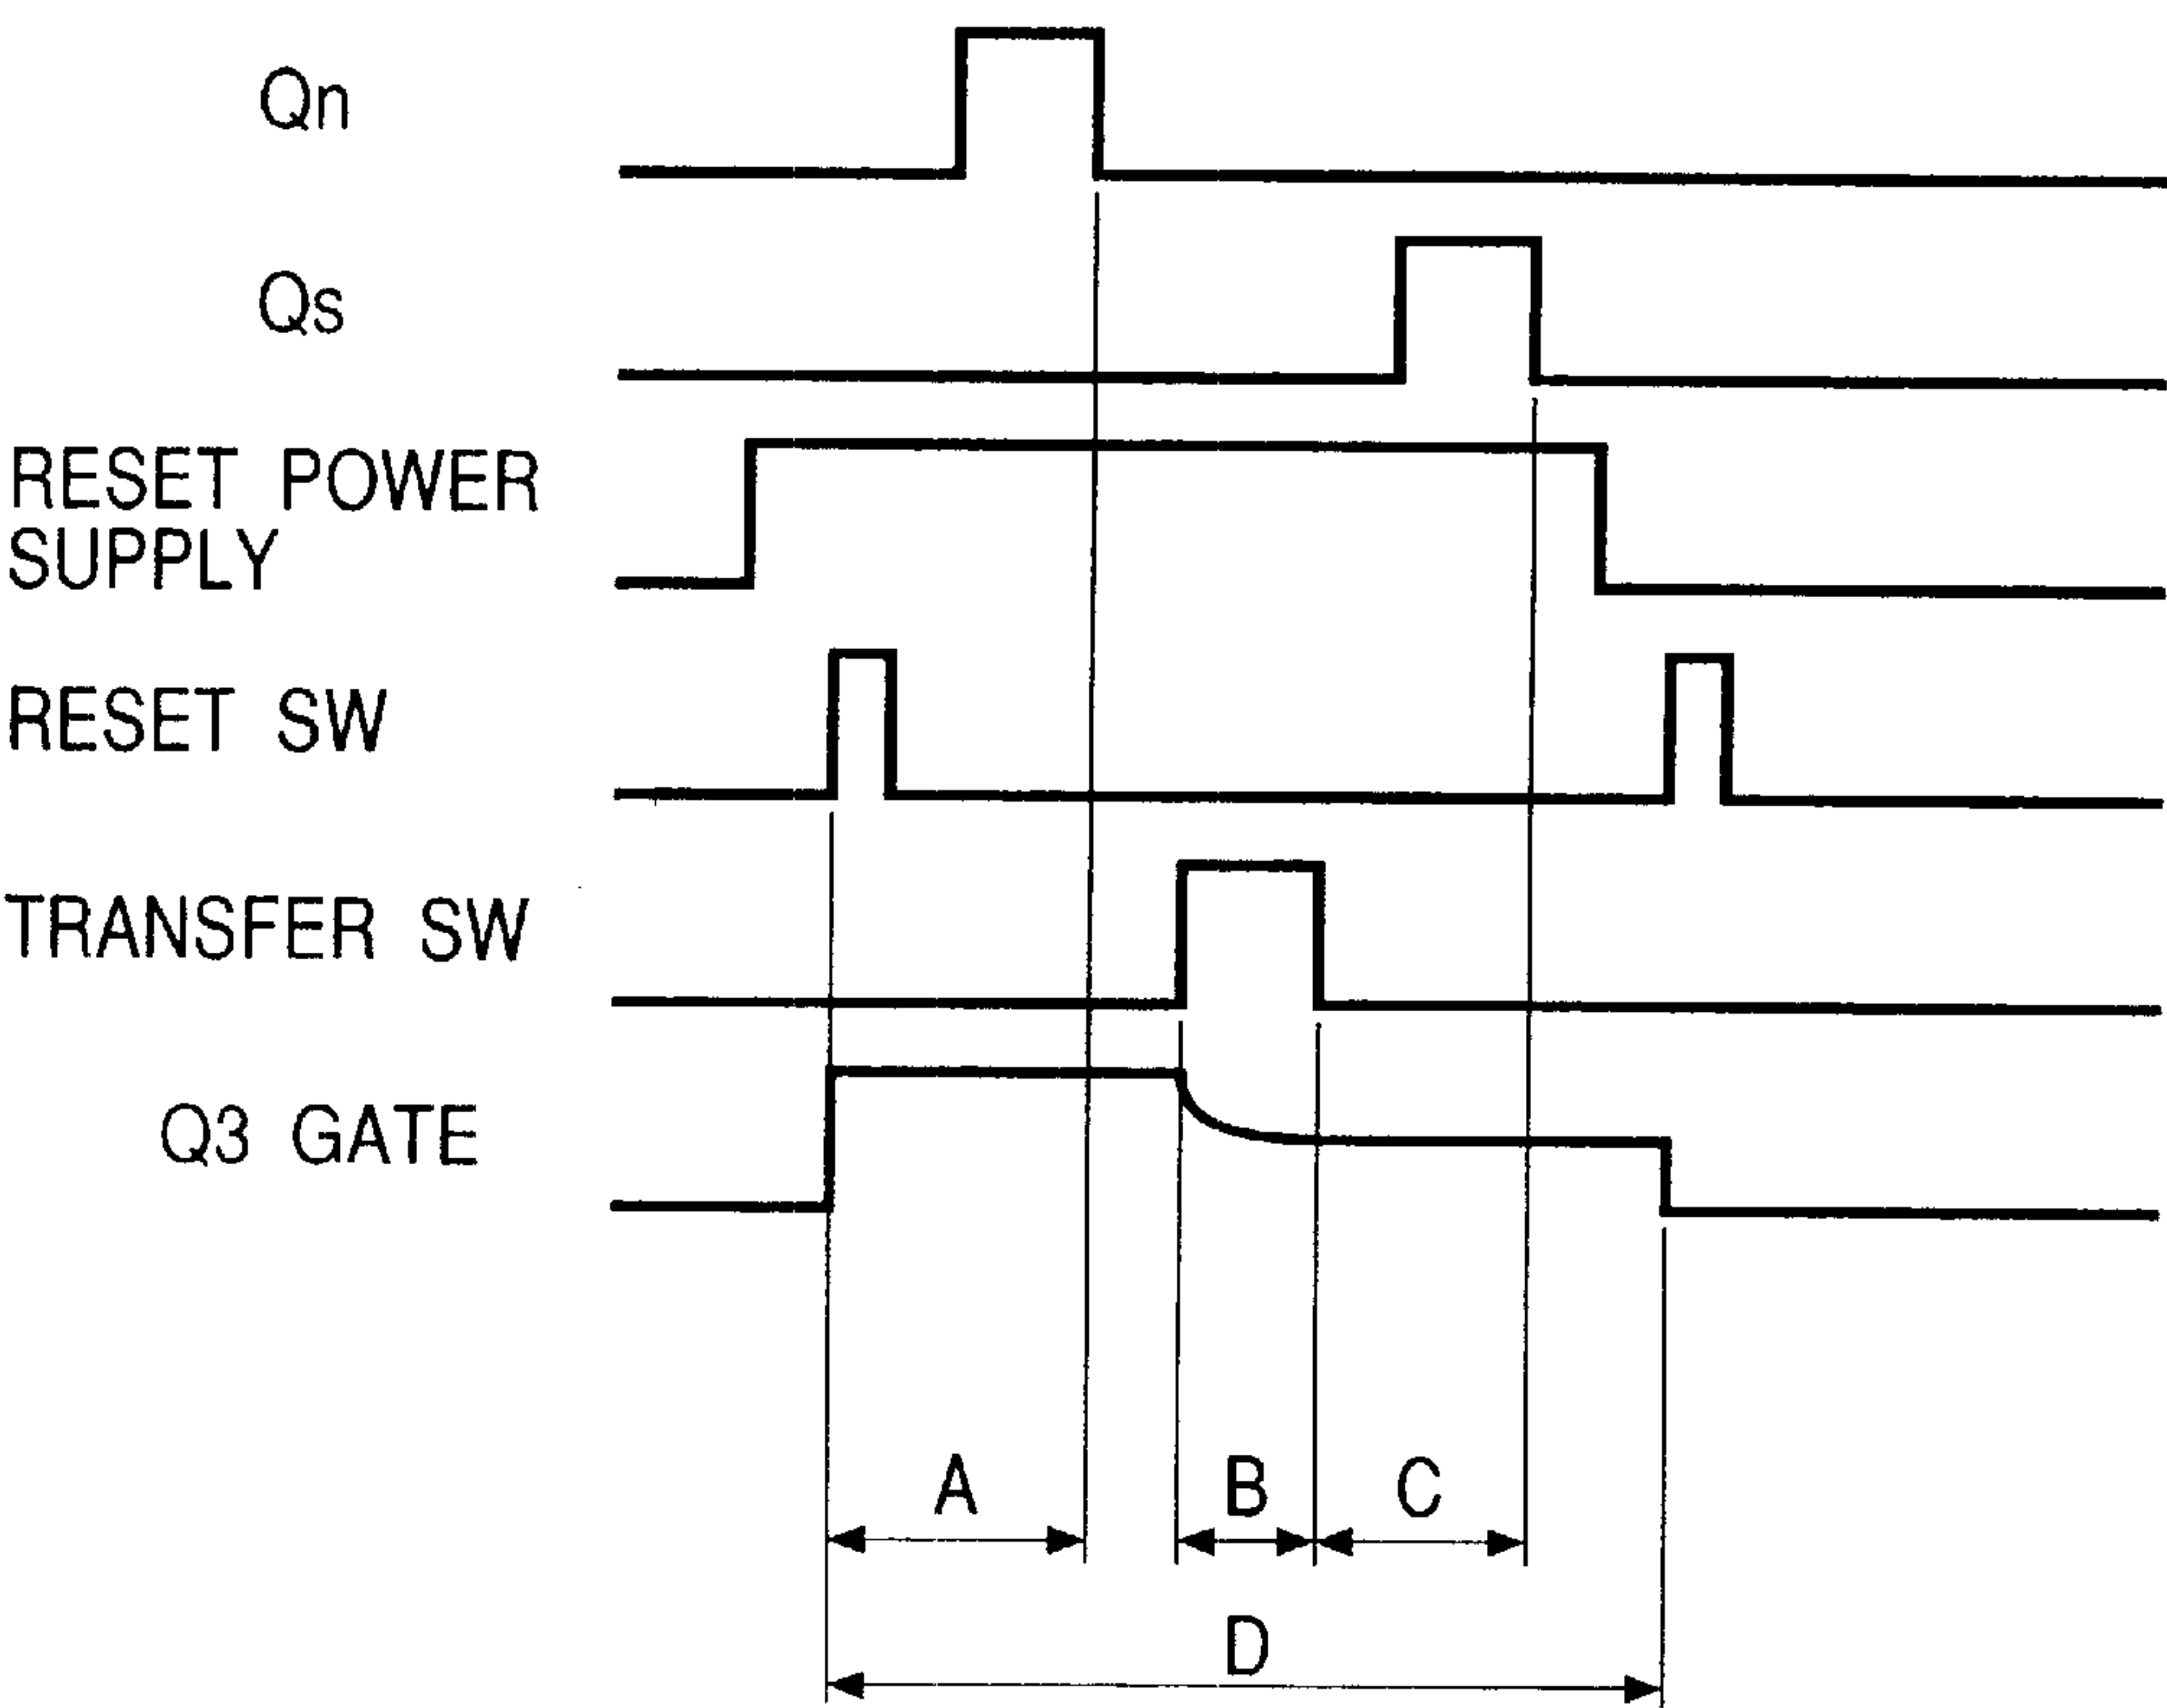 Qn
Qs
RESET POWER
SUPPLY
RESET SW
TRANSFER SW
Q3 GATE
A
B
C
D